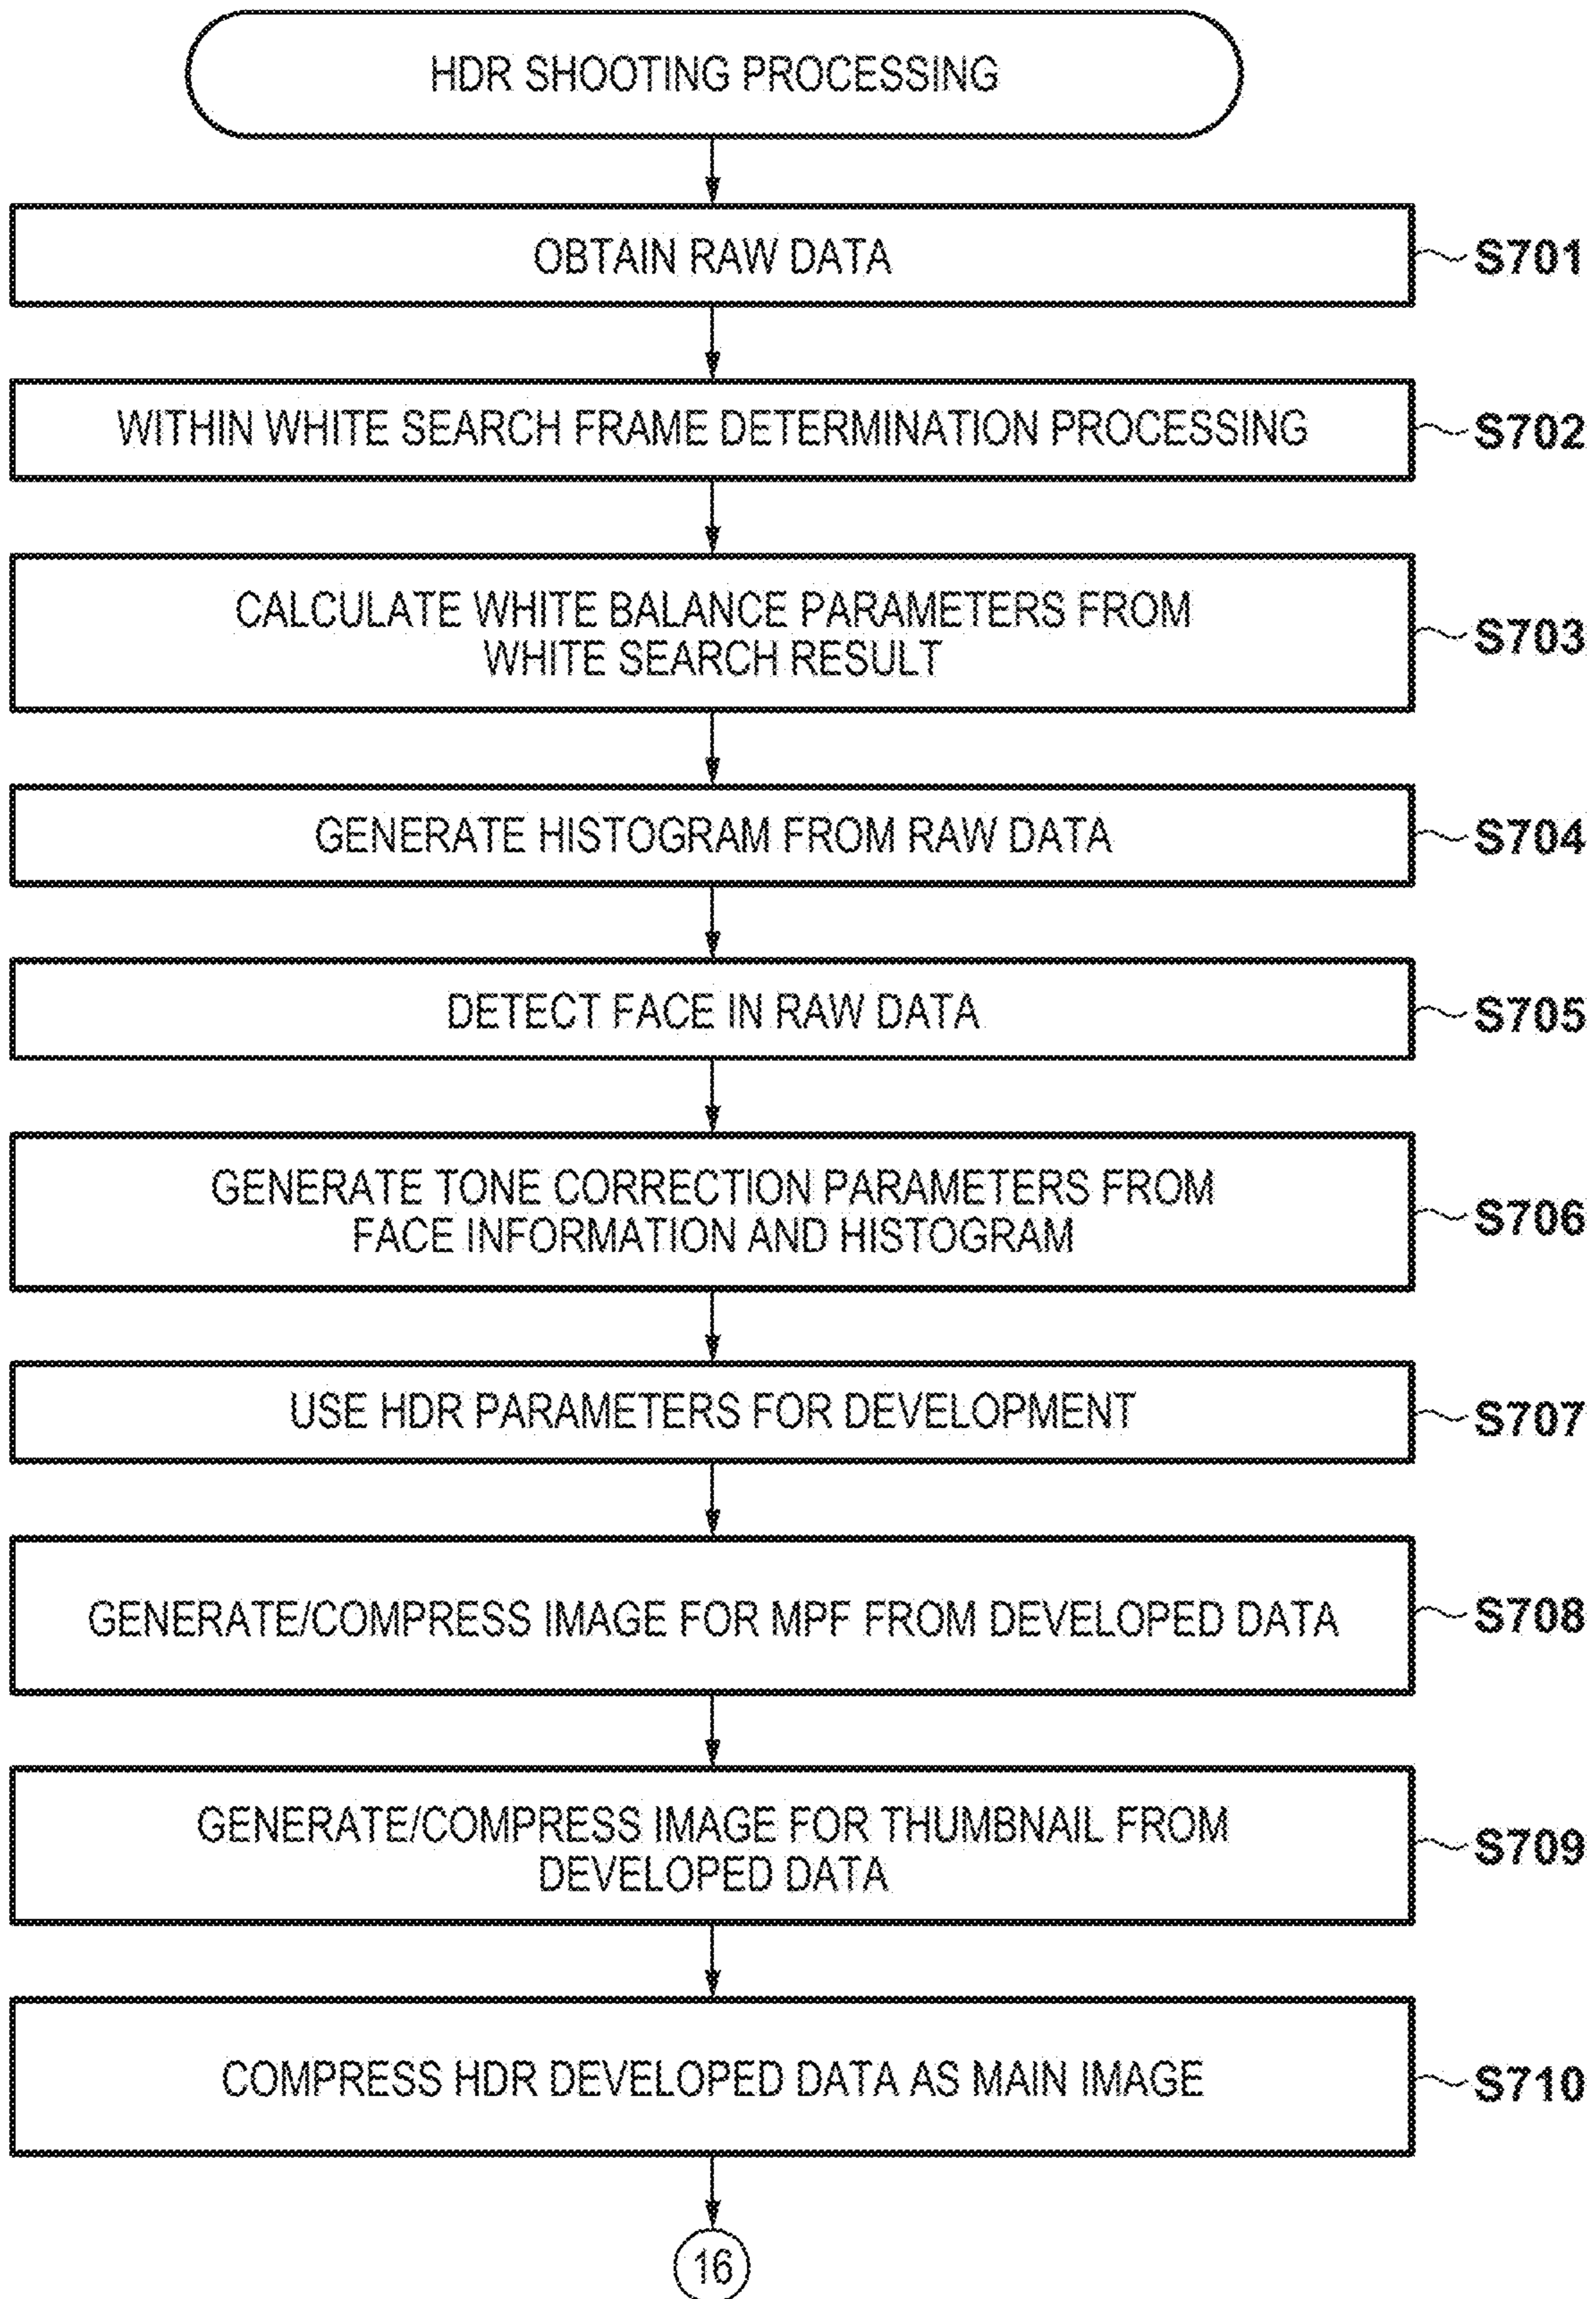 HDR SHOOTING PROCESSING
OBTAIN RAW DATA
S701
WITHIN WHITE SEARCH FRAME DETERMINATION PROCESSING
S702
CALCULATE WHITE BALANCE PARAMETERS FROM
WHITE SEARCH RESULT
S703
GENERATE HISTOGRAM FROM RAW DATA
S704
DETECT FACE IN RAW DATA
S705
GENERATE TONE CORRECTION PARAMETERS FROM
FACE INFORMATION AND HISTOGRAM
S706
USE HDR PARAMETERS FOR DEVELOPMENT
S707
GENERATE/COMPRESS IMAGE FOR MPF FROM DEVELOPED DATA
S708
GENERATE/COMPRESS IMAGE FOR THUMBNAIL FROM
DEVELOPED DATA
S709
COMPRESS HDR DEVELOPED DATA AS MAIN IMAGE
S710
16